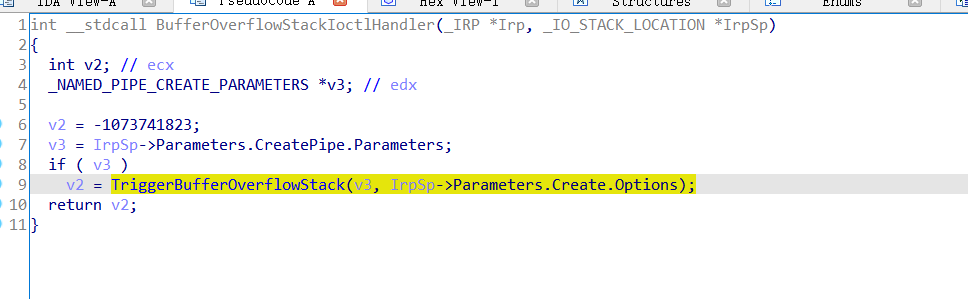 IDA View-A Pseudocode A Hex View-1 Structures Enums
1 int __stdcall BufferOverflowStackIoctlHandler(_IRP *Irp, _IO_STACK_LOCATION *IrpSp)
2 {
3 int v2; // ecx
4 _NAMED_PIPE_CREATE_PARAMETERS *v3; // edx
5
6 v2 = -1073741823;
7 v3 = IrpSp->Parameters.CreatePipe.Parameters;
8 if ( v3 )
9 v2 = TriggerBufferOverflowStack(v3, IrpSp->Parameters.Create.Options);
10 return v2;
11 }